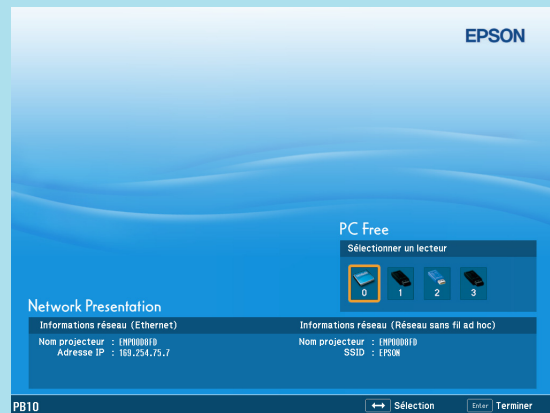 EPSON
PC Free
Sélectionner un lecteur
0 1 2 3
Network Presentation
Informations réseau (Ethernet)
Nom projecteur : EMP00D8FD
Adresse IP : 169.254.75.7
Informations réseau (Réseau sans fil ad hoc)
Nom projecteur : EMP00D8FD
SSID : EPSON
PB10
Sélection
Enter Terminer